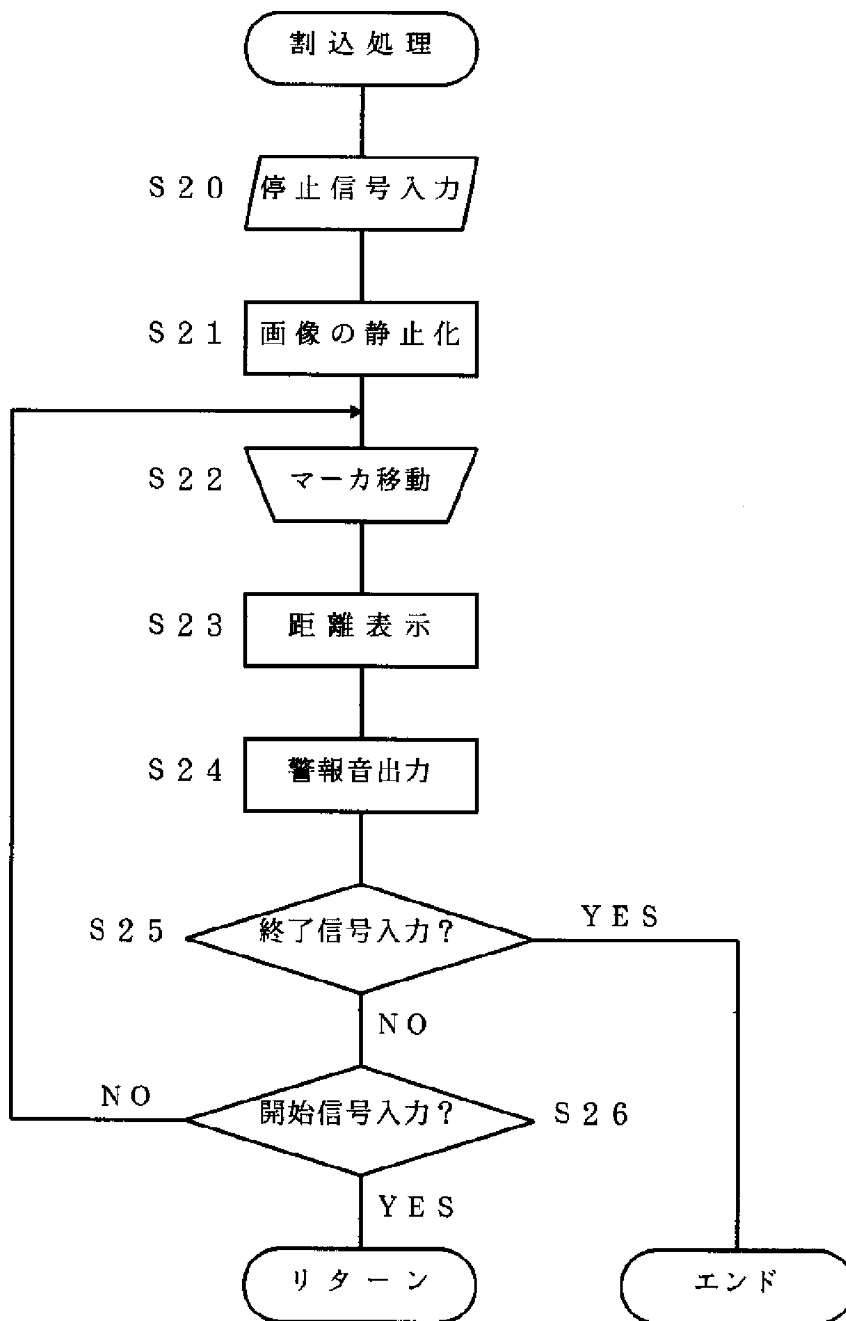 割込処理
S20 停止信号入力
S21 画像の静止化
S22 マーカ移動
S23 距離表示
S24 警報音出力
S25 終了信号入力? YES
NO
NO 開始信号入力? S26
YES
リターン エンド